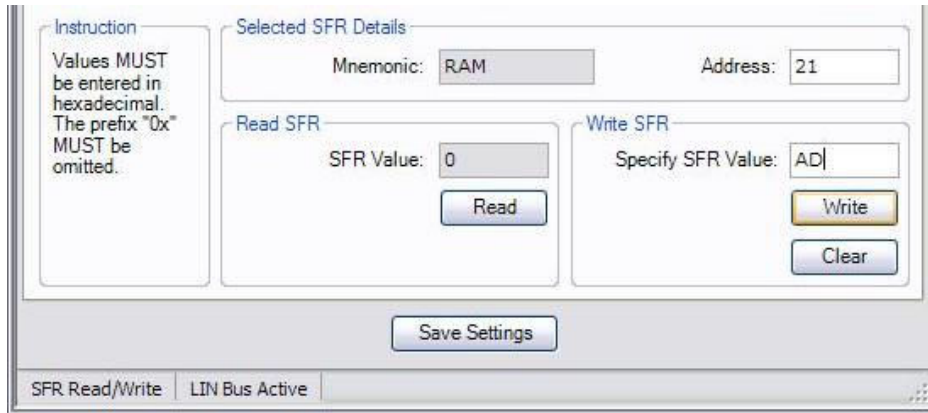 Instruction
Values MUST
be entered in
hexadecimal.
The prefix "0x"
MUST be
omitted.
Selected SFR Details
Mnemonic: RAM Address: 21
Read SFR
SFR Value: 0
Read
Write SFR
Specify SFR Value: AD
Write
Clear
Save Settings
SFR Read/Write LIN Bus Active